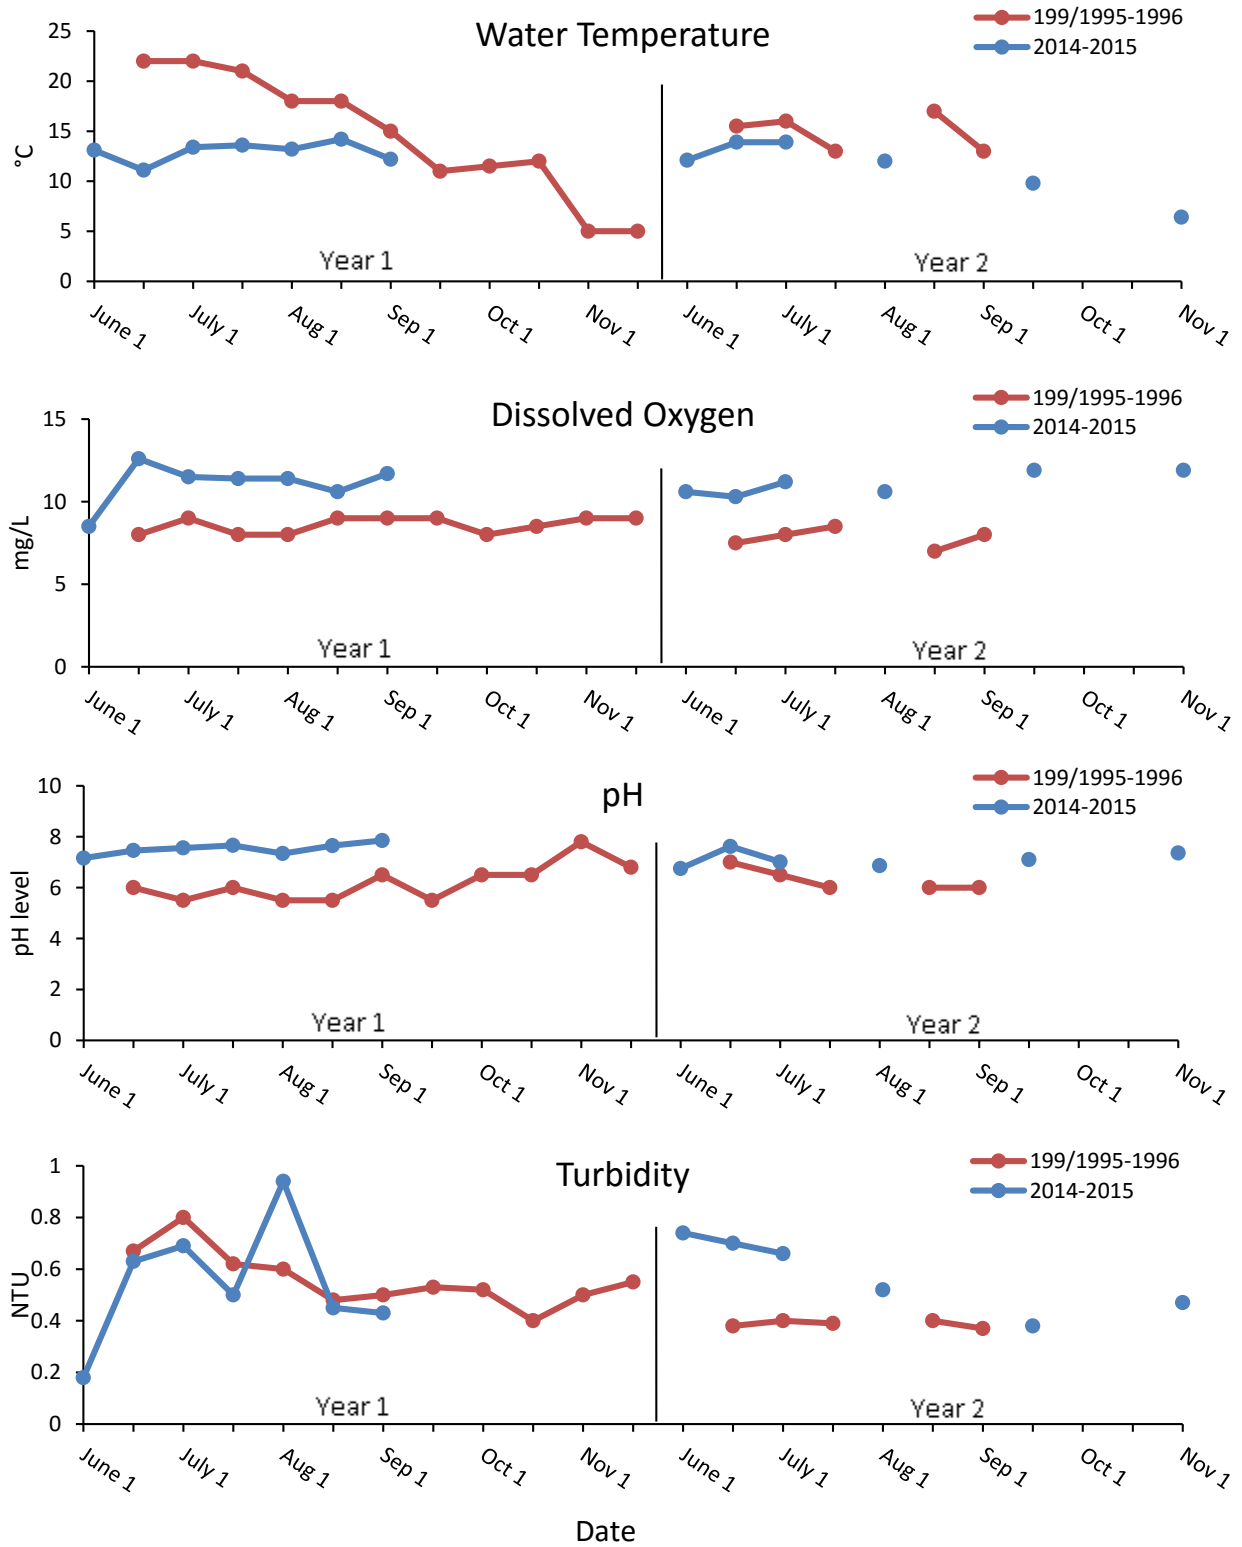 Water Temperature
199/1995-1996
2014-2015
25
20
15
10
5
0
°C
Year 1
Year 2
June 1
July 1
Aug 1
Sep 1
Oct 1
Nov 1
June 1
July 1
Aug 1
Sep 1
Oct 1
Nov 1
Dissolved Oxygen
199/1995-1996
2014-2015
15
10
5
0
mg/L
Year 1
Year 2
June 1
July 1
Aug 1
Sep 1
Oct 1
Nov 1
June 1
July 1
Aug 1
Sep 1
Oct 1
Nov 1
pH
199/1995-1996
2014-2015
10
8
6
4
2
0
pH level
Year 1
Year 2
June 1
July 1
Aug 1
Sep 1
Oct 1
Nov 1
June 1
July 1
Aug 1
Sep 1
Oct 1
Nov 1
Turbidity
199/1995-1996
2014-2015
1
0.8
0.6
0.4
0.2
0
NTU
Year 1
Year 2
June 1
July 1
Aug 1
Sep 1
Oct 1
Nov 1
June 1
July 1
Aug 1
Sep 1
Oct 1
Nov 1
Date